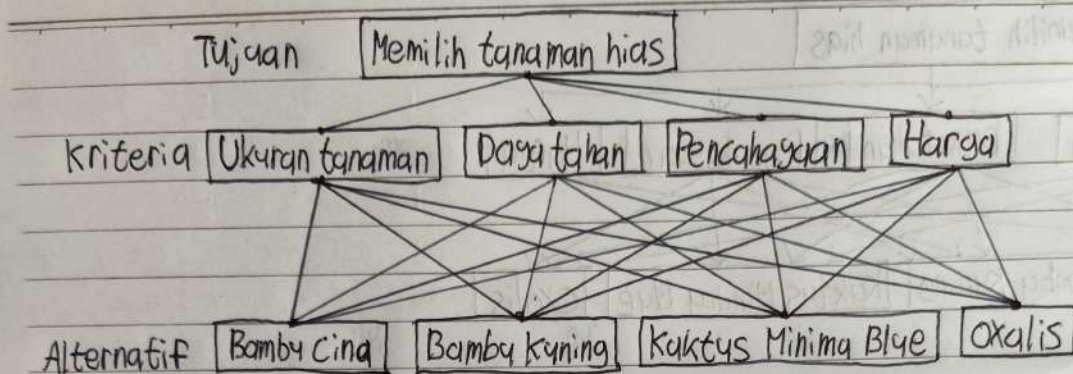 Tujuan Memilih tanaman hias
Kriteria Ukuran tanaman Daya tahan Pencahayaan Harga
Alternatif Bambu Cina Bambu Kuning Kaktus Minima Blue Oxalis